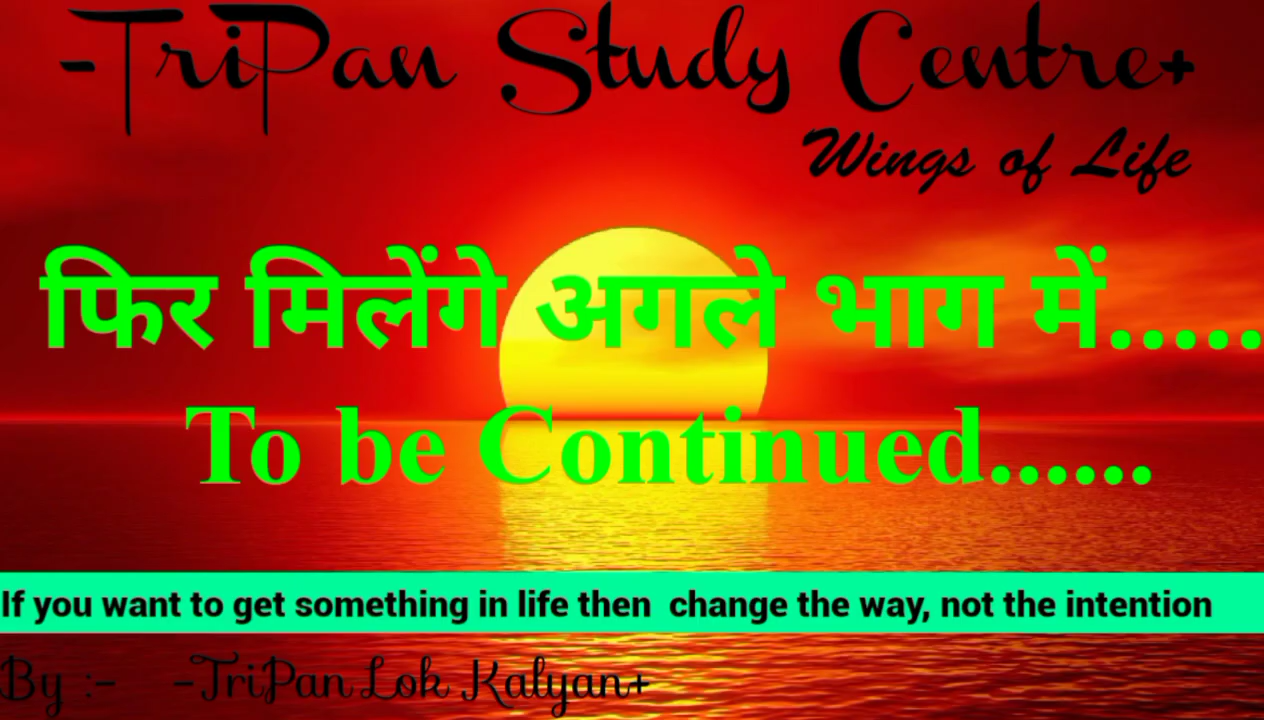 -TriPan Study Centre+
Wings of Life
फिर मिलेंगे अगले भाग में.....
To be Continued......
If you want to get something in life then change the way, not the intention
By :- -TriPan Lok Kalyan+